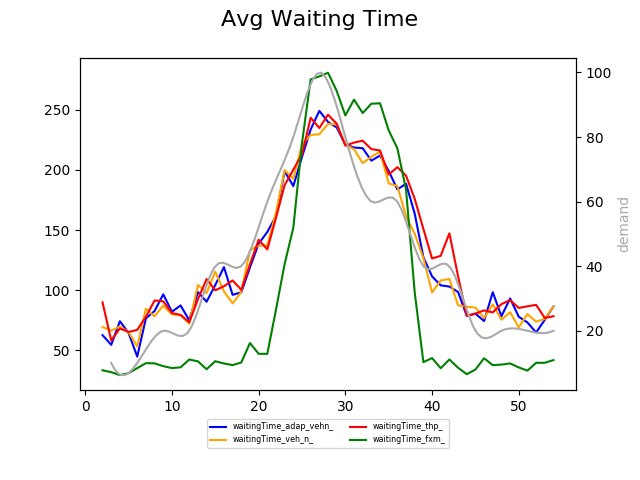 Avg Waiting Time
250
200
150
100
50
100
80
60
40
20
demand
0 10 20 30 40 50
waitingTime_adap_vehn_ waitingTime_thp_
waitingTime_veh_n_ waitingTime_fxm_